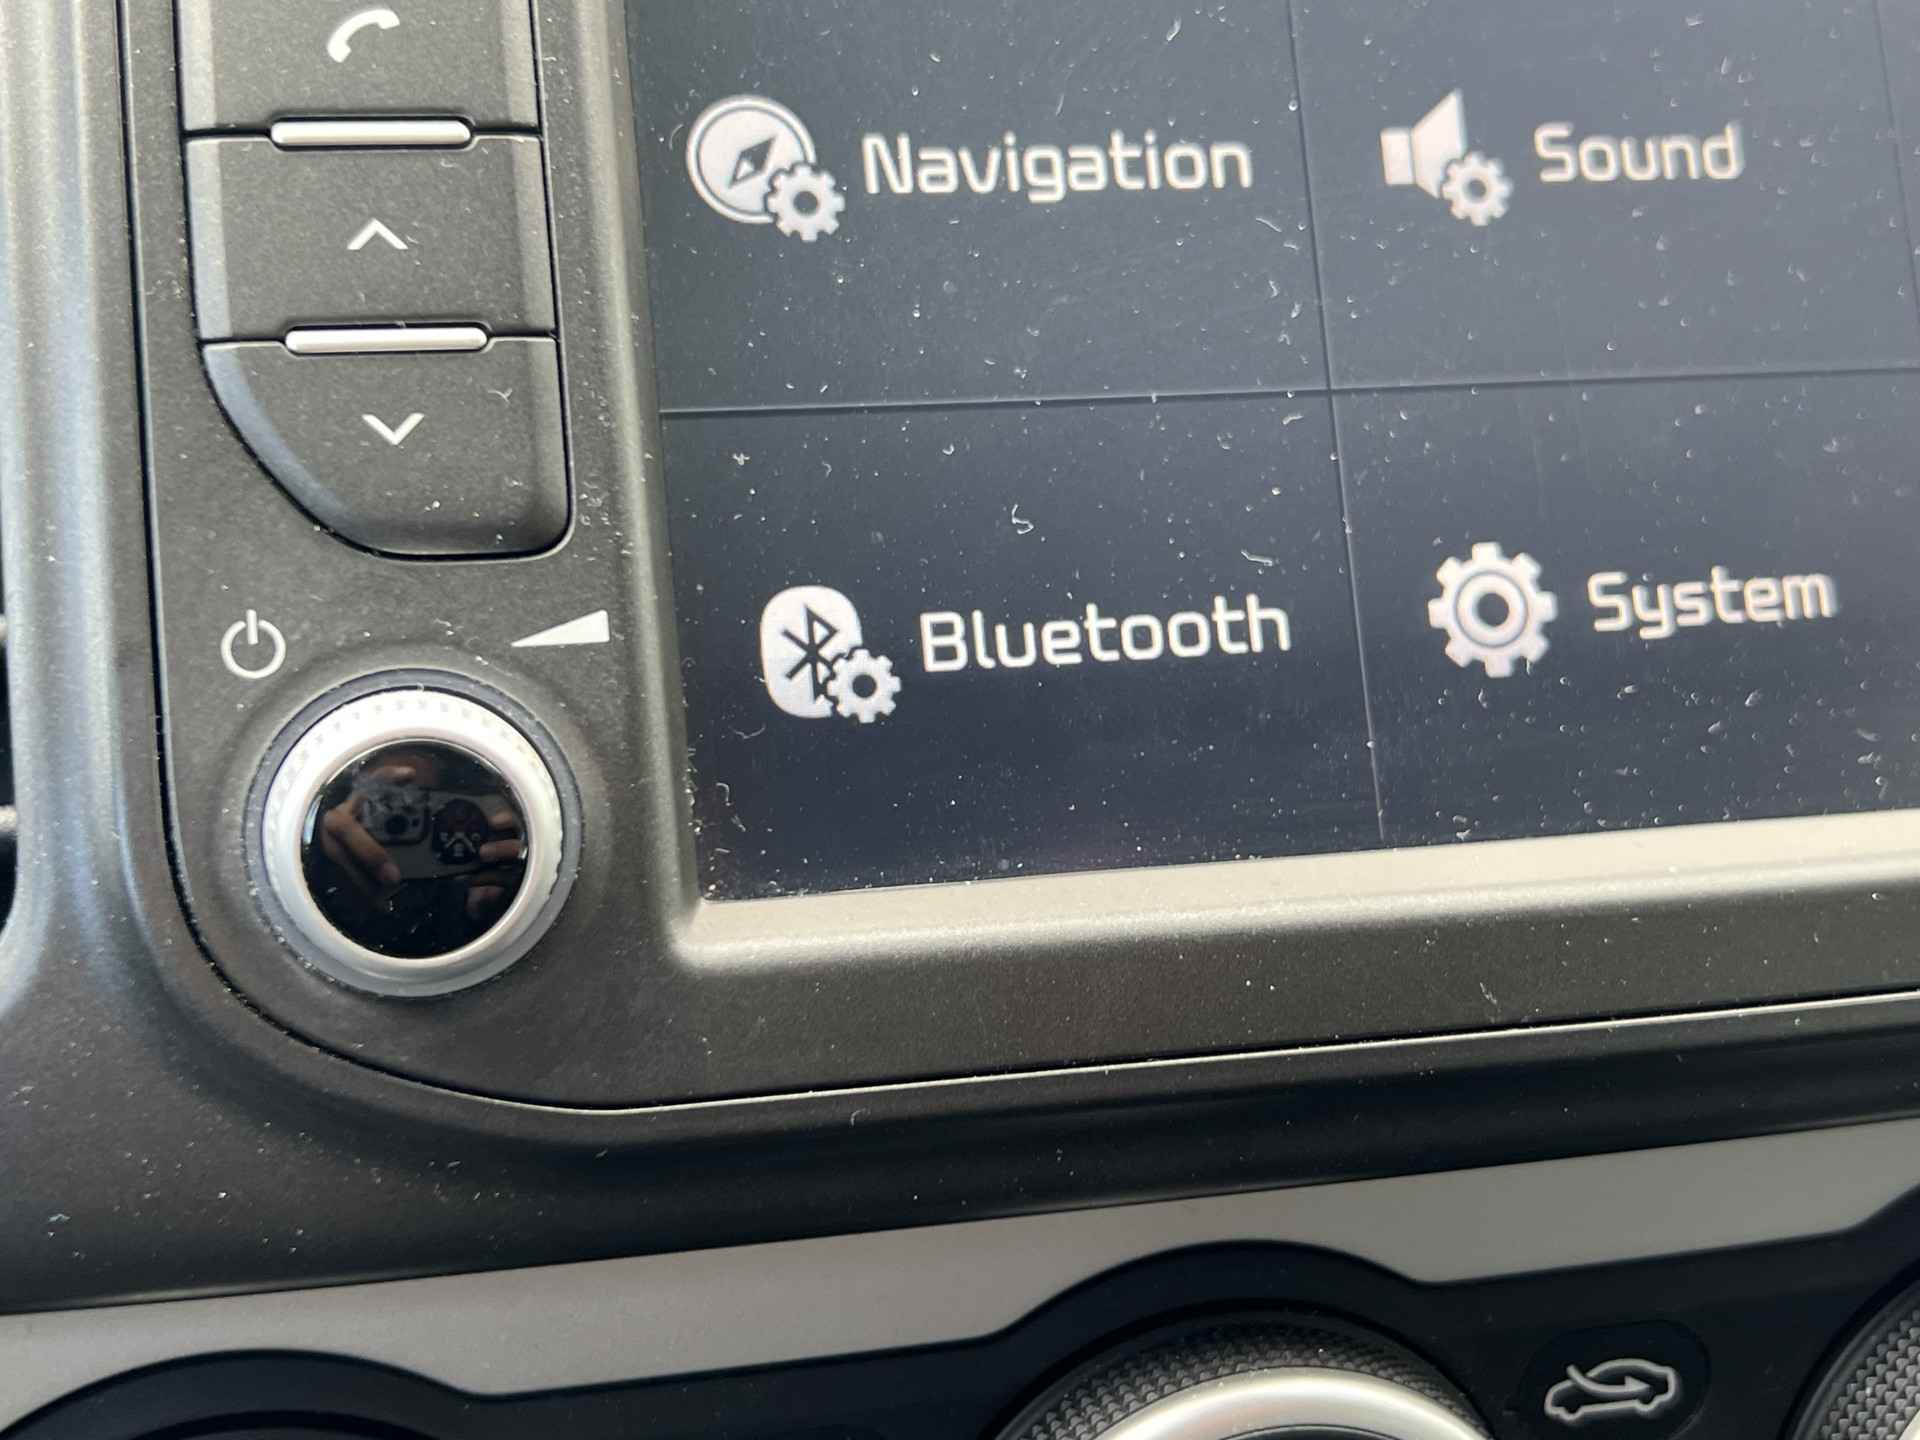 Navigation
Sound
Bluetooth
System